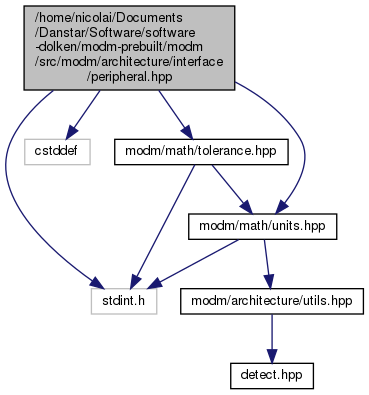 /home/nicolai/Documents
/Danstar/Software/software
-dolken/modm-prebuilt/modm
/src/modm/architecture/interface
/peripheral.hpp
cstddef
modm/math/tolerance.hpp
modm/math/units.hpp
stdint.h
modm/architecture/utils.hpp
detect.hpp